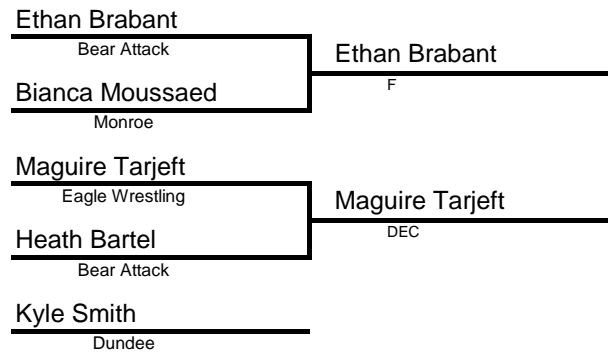 Ethan Brabant
Bear Attack
Ethan Brabant
F
Bianca Moussaed
Monroe
Maguire Tarjeft
Eagle Wrestling
Maguire Tarjeft
DEC
Heath Bartel
Bear Attack
Kyle Smith
Dundee